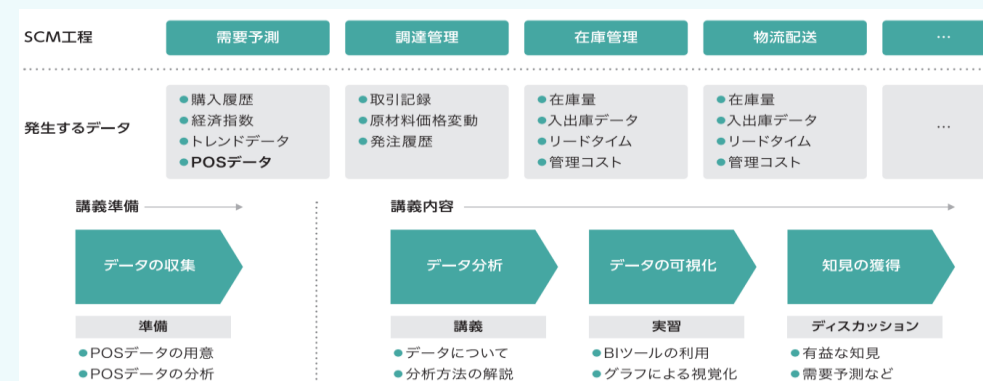 SCM工程
需要予測
調達管理
在庫管理
物流配送
…
発生するデータ
●購入履歴
●経済指数
●トレンドデータ
●POSデータ
●取引記録
●原材料価格変動
●発注履歴
●在庫量
●入出庫データ
●リードタイム
●管理コスト
●在庫量
●入出庫データ
●リードタイム
●管理コスト
…
講義準備
データの収集
準備
●POSデータの用意
●POSデータの分析
講義内容
データ分析
講義
●データについて
●分析方法の解説
データの可視化
実習
●BIツールの利用
●グラフによる視覚化
知見の獲得
ディスカッション
●有益な知見
●需要予測など